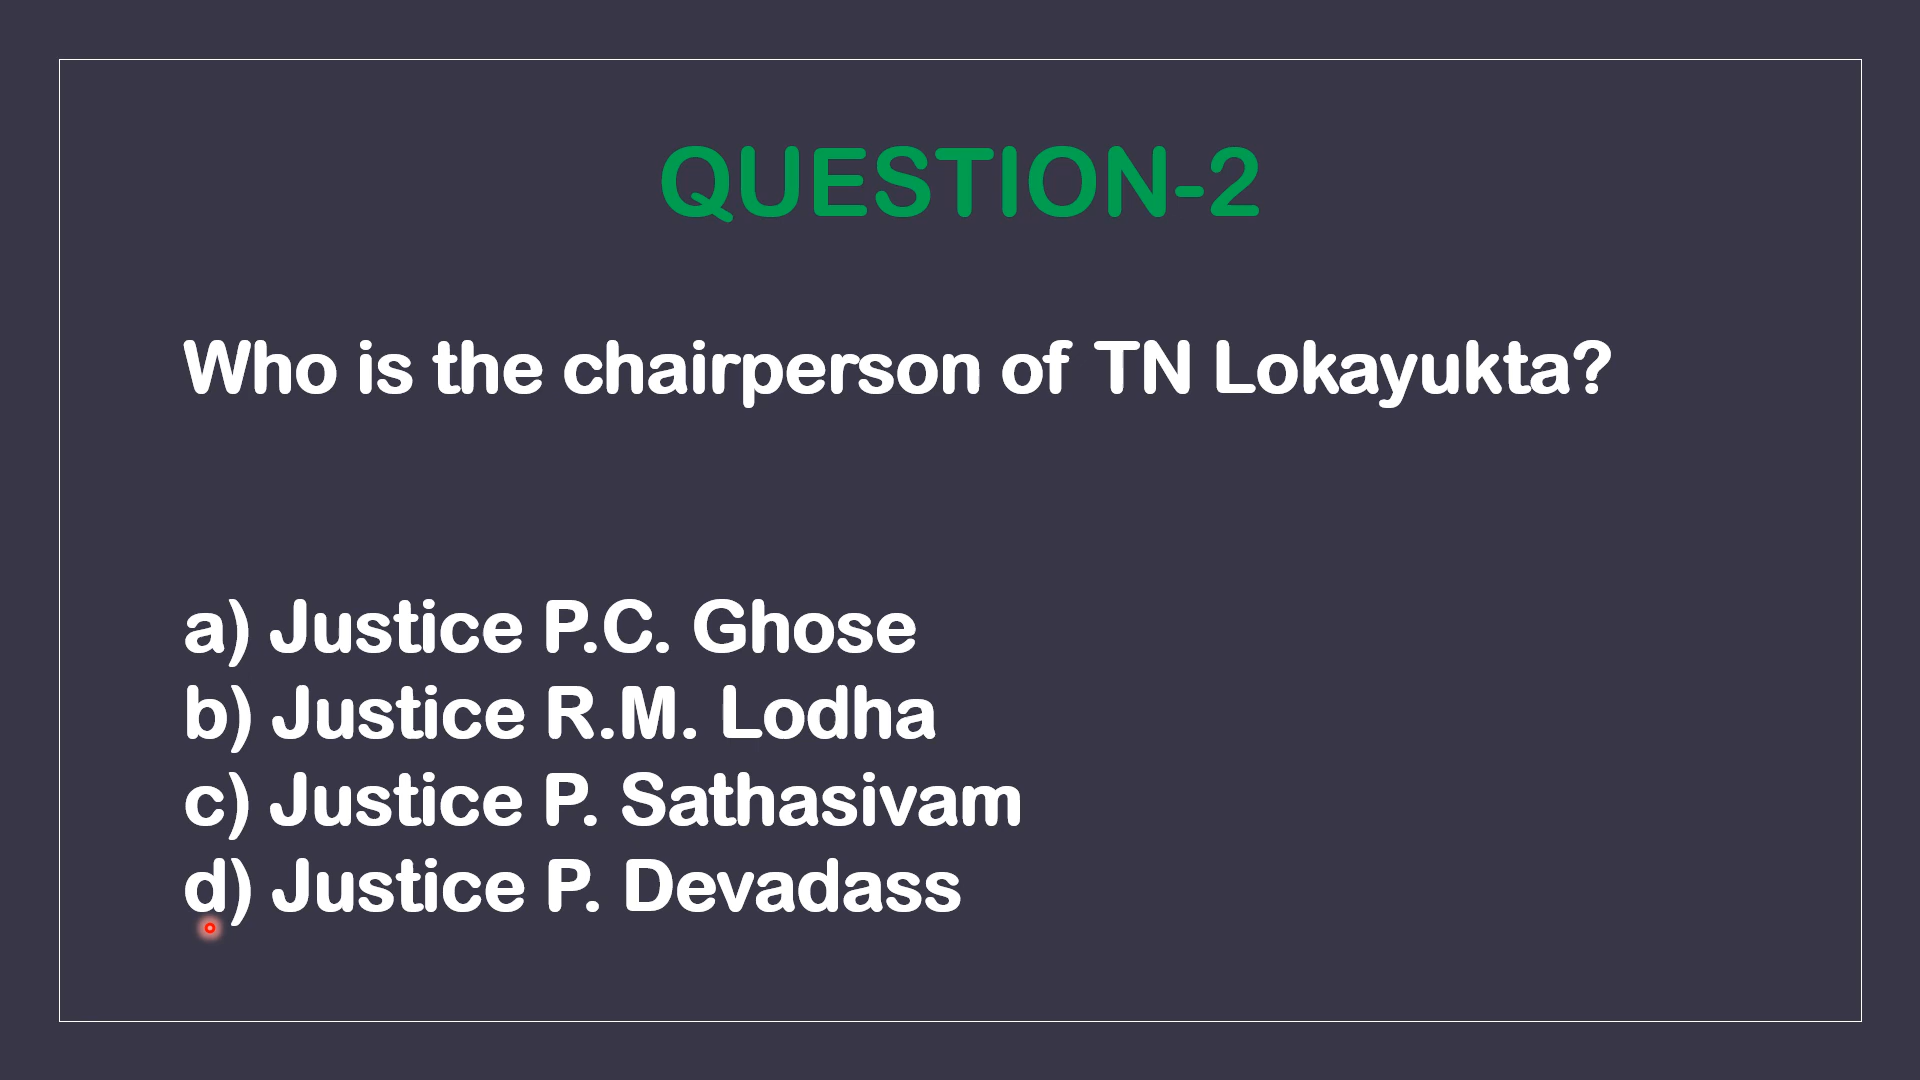 QUESTION-2
Who is the chairperson of TN Lokayukta?
a) Justice P.C. Ghose
b) Justice R.M. Lodha
c) Justice P. Sathasivam
d) Justice P. Devadass